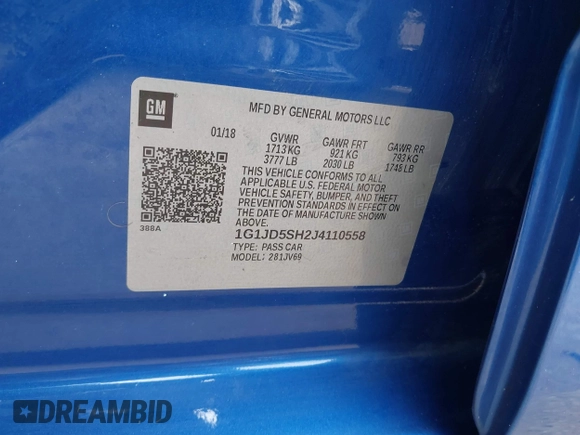 GM
MFD BY GENERAL MOTORS LLC
01/18 GVWR GAWR FRT GAWR RR
1713 KG 921 KG 793 KG
3777 LB 2030 LB 1748 LB
THIS VEHICLE CONFORMS TO ALL
APPLICABLE U.S. FEDERAL MOTOR
VEHICLE SAFETY, BUMPER, AND THEFT
PREVENTION STANDARDS IN EFFECT ON
THE DATE OF MANUFACTURE SHOWN
ABOVE.
388A
1G1JD5SH2J4110558
TYPE: PASS CAR
MODEL: 281JV69
DREAMBID